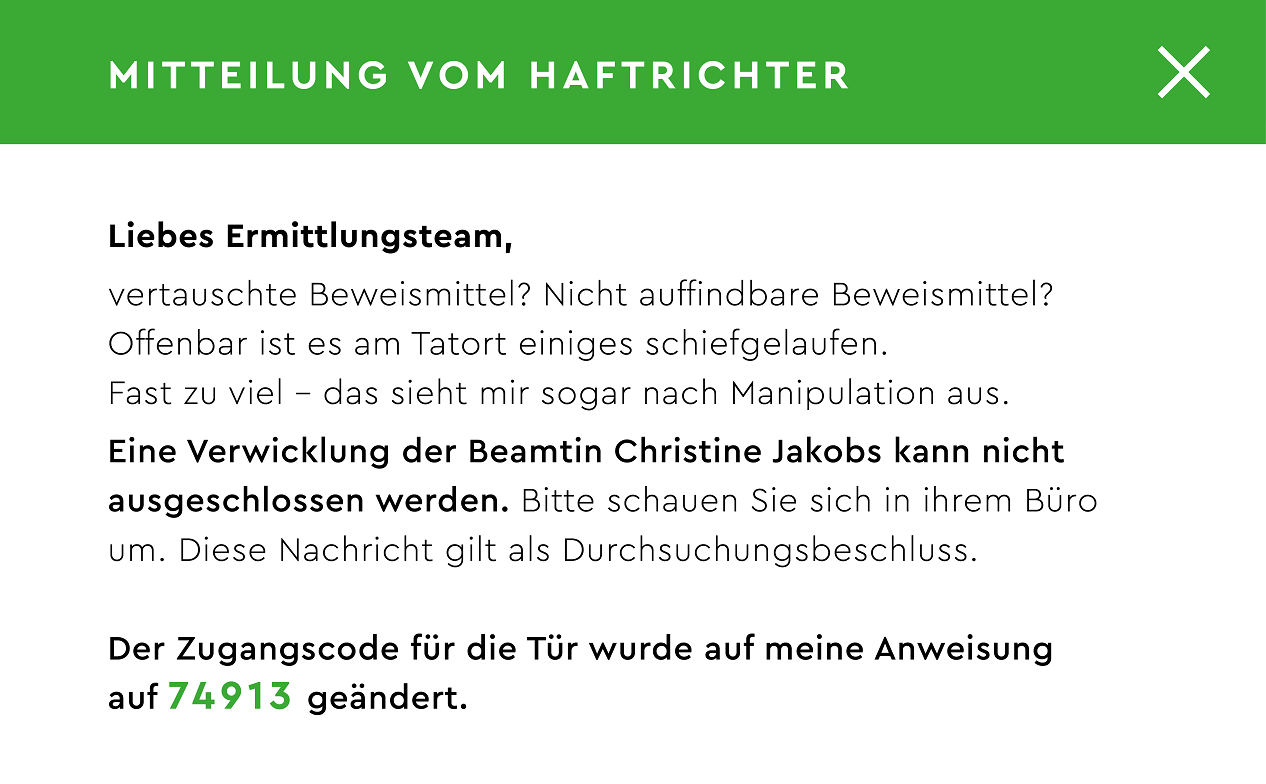 MITTEILUNG VOM HAFTRICHTER
Liebes Ermittlungsteam,
vertauschte Beweismittel? Nicht auffindbare Beweismittel?
Offenbar ist es am Tatort einiges schiefgelaufen.
Fast zu viel – das sieht mir sogar nach Manipulation aus.
Eine Verwicklung der Beamtin Christine Jakobs kann nicht
ausgeschlossen werden. Bitte schauen Sie sich in ihrem Büro
um. Diese Nachricht gilt als Durchsuchungsbeschluss.
Der Zugangscode für die Tür wurde auf meine Anweisung
auf 74913 geändert.